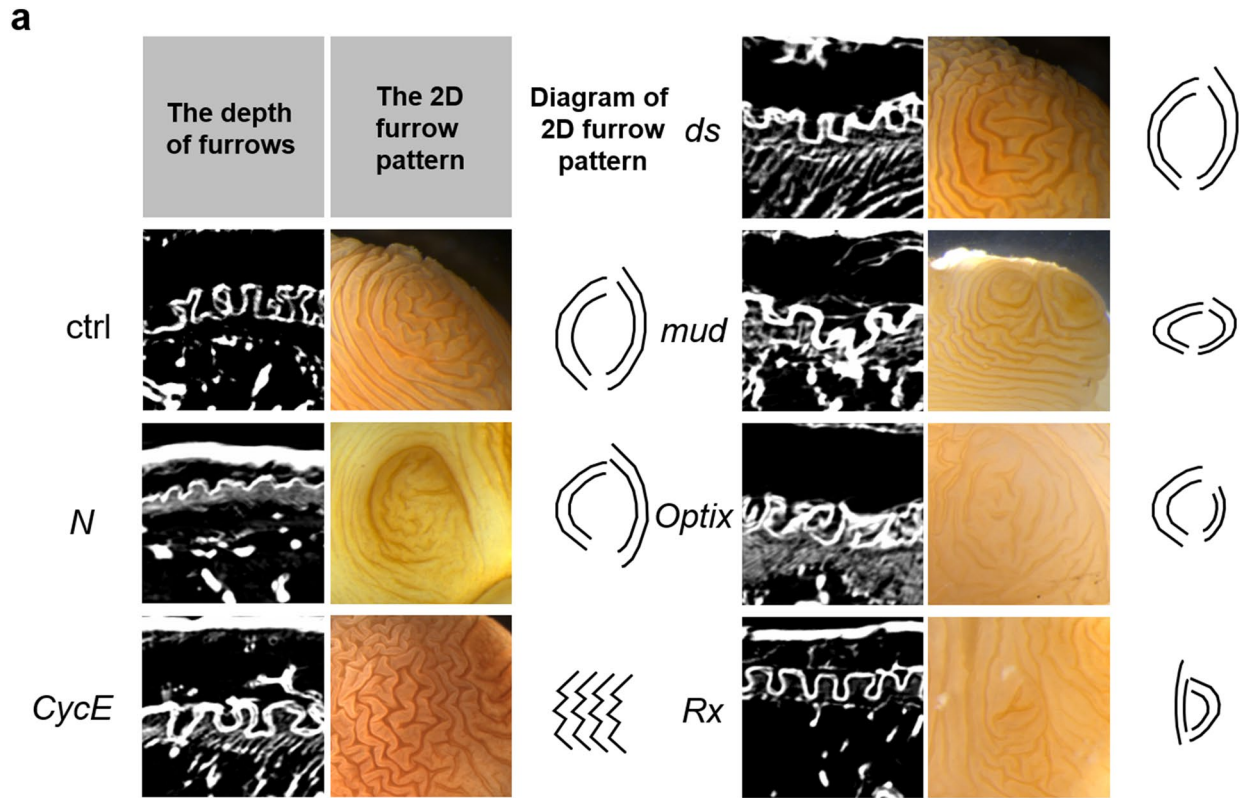 a
The depth
of furrows
The 2D
furrow
pattern
Diagram of
2D furrow
pattern
ctrl
N
CycE
ds
mud
Optix
Rx